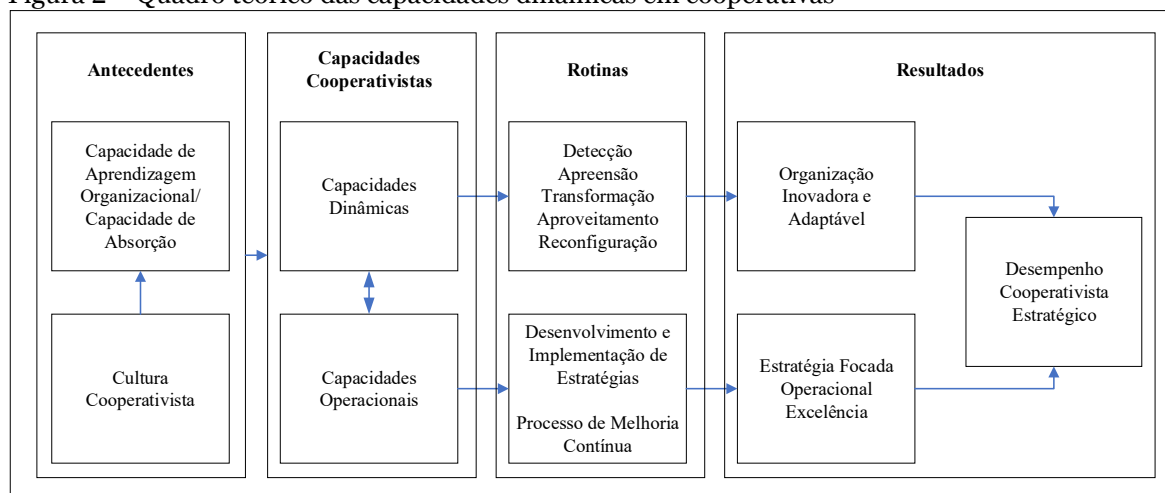 Figura 2 – Quadro teórico das capacidades dinâmicas em cooperativas
Antecedentes
Capacidade de
Aprendizagem
Organizacional/
Capacidade de
Absorção
Cultura
Cooperativista
Capacidades
Cooperativistas
Capacidades
Dinâmicas
Capacidades
Operacionais
Rotinas
Detecção
Apreensão
Transformação
Aproveitamento
Reconfiguração
Desenvolvimento e
Implementação de
Estratégias
Processo de Melhoria
Contínua
Resultados
Organização
Inovadora e
Adaptável
Estratégia Focada
Operacional
Excelência
Desempenho
Cooperativista
Estratégico